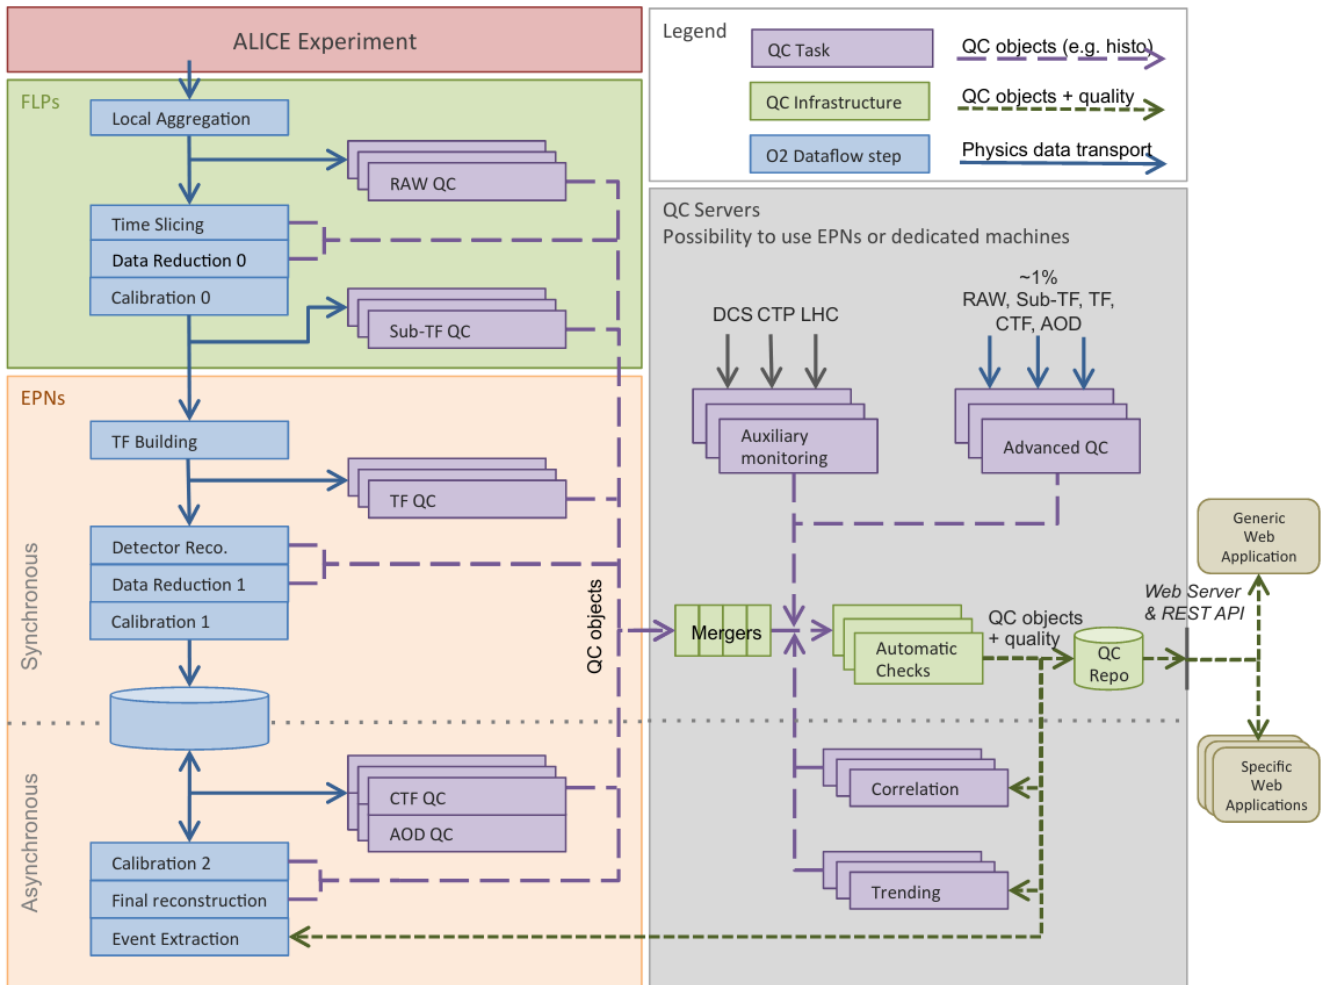 ALICE Experiment
FLPs
Local Aggregation
RAW QC
Time Slicing
Data Reduction 0
Calibration 0
Sub-TF QC
EPNs
TF Building
TF QC
Synchronous
Detector Reco.
Data Reduction 1
Calibration 1
QC objects
Asynchronous
CTF QC
AOD QC
Calibration 2
Final reconstruction
Event Extraction
Legend
QC Task
QC objects (e.g. histo)
QC Infrastructure
QC objects + quality
O2 Dataflow step
Physics data transport
QC Servers
Possibility to use EPNs or dedicated machines
DCS CTP LHC
~1%
RAW, Sub-TF, TF,
CTF, AOD
Auxiliary
monitoring
Advanced QC
Mergers
Automatic
Checks
QC objects
+ quality
QC
Repo
Web Server
& REST API
Correlation
Trending
Generic
Web
Application
Specific
Web
Applications